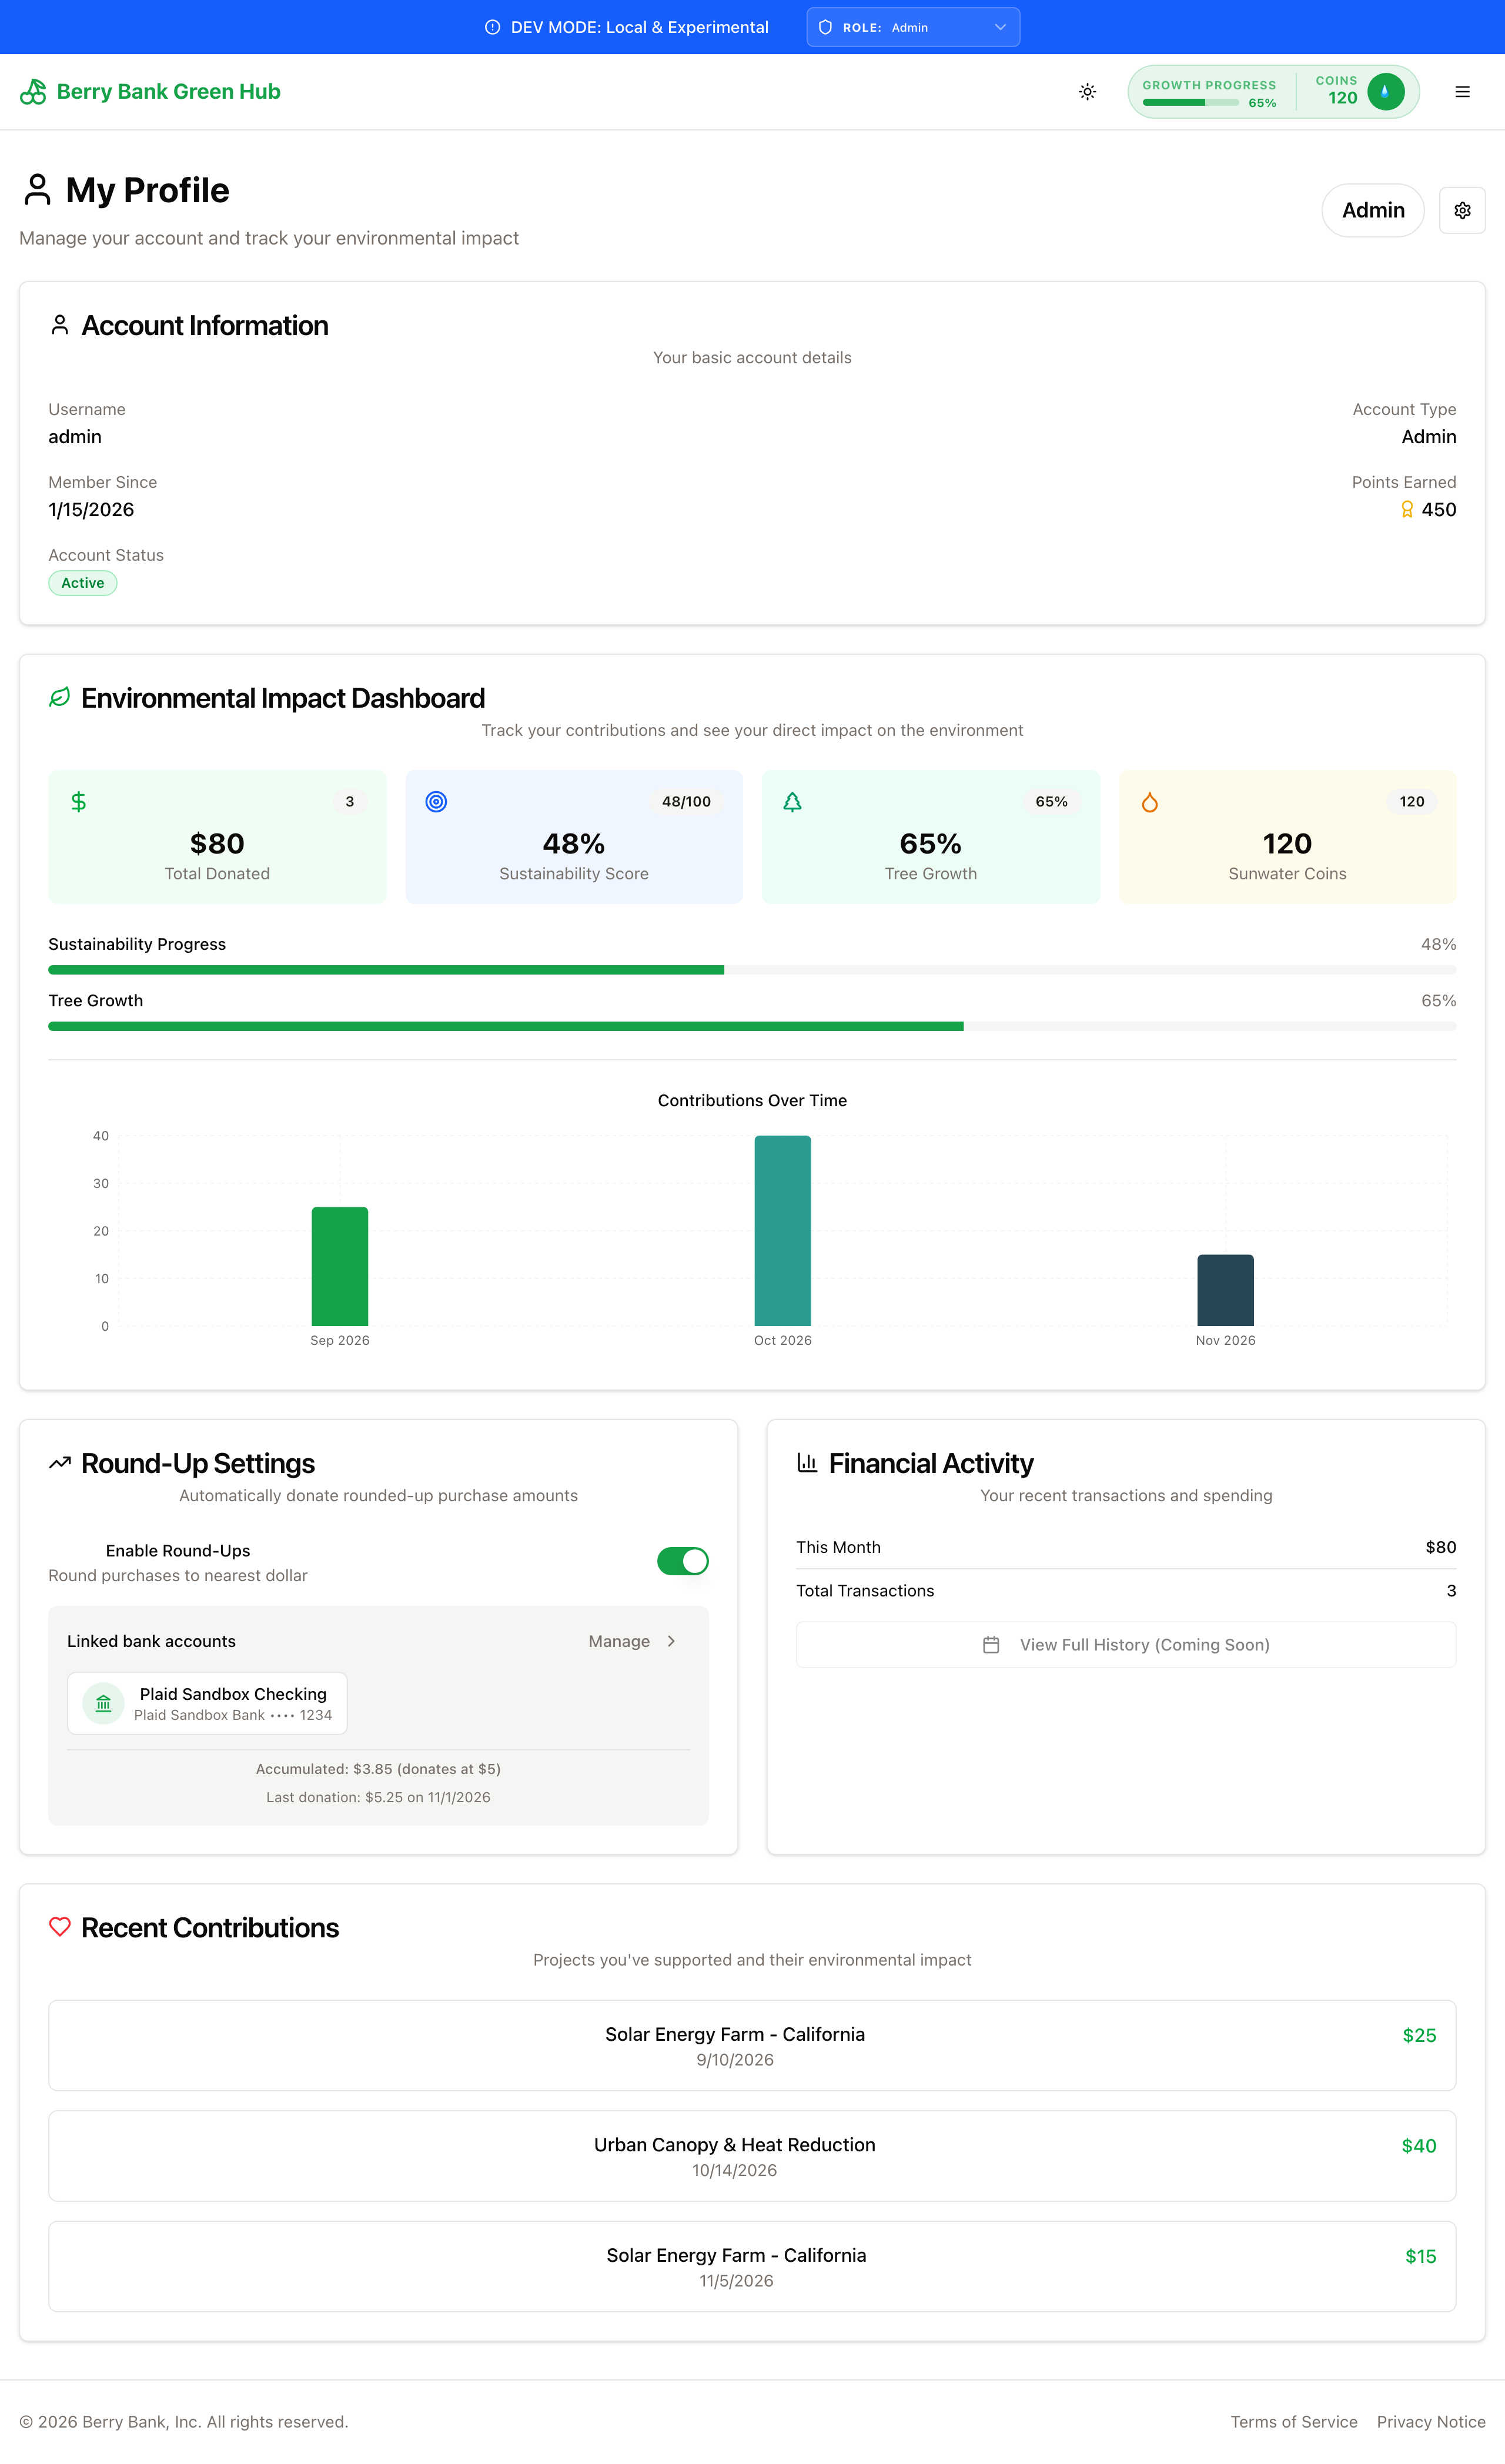 DEV MODE: Local & Experimental
ROLE: Admin
Berry Bank Green Hub
GROWTH PROGRESS
65%
COINS
120
My Profile
Manage your account and track your environmental impact
Admin
Account Information
Your basic account details
Username
admin
Account Type
Admin
Member Since
1/15/2026
Points Earned
450
Account Status
Active
Environmental Impact Dashboard
Track your contributions and see your direct impact on the environment
3
$80
Total Donated
48/100
48%
Sustainability Score
65%
65%
Tree Growth
120
120
Sunwater Coins
Sustainability Progress
48%
Tree Growth
65%
Contributions Over Time
40
30
20
10
0
Sep 2026
Oct 2026
Nov 2026
Round-Up Settings
Automatically donate rounded-up purchase amounts
Enable Round-Ups
Round purchases to nearest dollar
Linked bank accounts
Manage
Plaid Sandbox Checking
Plaid Sandbox Bank •••• 1234
Accumulated: $3.85 (donates at $5)
Last donation: $5.25 on 11/1/2026
Financial Activity
Your recent transactions and spending
This Month
$80
Total Transactions
3
View Full History (Coming Soon)
Recent Contributions
Projects you've supported and their environmental impact
Solar Energy Farm - California
9/10/2026
$25
Urban Canopy & Heat Reduction
10/14/2026
$40
Solar Energy Farm - California
11/5/2026
$15
© 2026 Berry Bank, Inc. All rights reserved.
Terms of Service
Privacy Notice